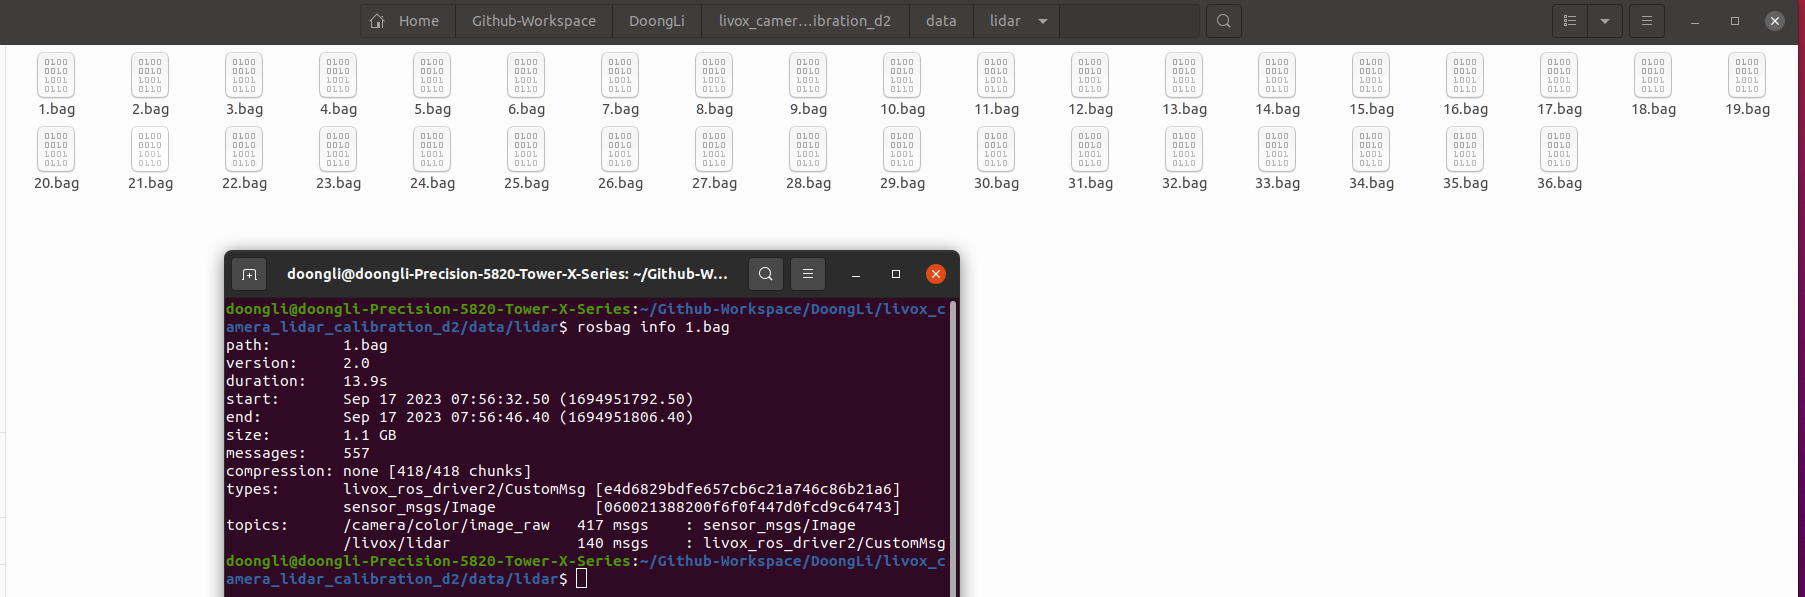 Home Github-Workspace DoongLi livox_camer...ibration_d2 data lidar
1.bag 2.bag 3.bag 4.bag 5.bag 6.bag 7.bag 8.bag 9.bag 10.bag 11.bag 12.bag 13.bag 14.bag 15.bag 16.bag 17.bag 18.bag 19.bag
20.bag 21.bag 22.bag 23.bag 24.bag 25.bag 26.bag 27.bag 28.bag 29.bag 30.bag 31.bag 32.bag 33.bag 34.bag 35.bag 36.bag
doongli@doongli-Precision-5820-Tower-X-Series: ~/Github-W...
doongli@doongli-Precision-5820-Tower-X-Series:~/Github-Workspace/DoongLi/livox_c
amera_lidar_calibration_d2/data/lidar$ rosbag info 1.bag
path:        1.bag
version:     2.0
duration:    13.9s
start:       Sep 17 2023 07:56:32.50 (1694951792.50)
end:         Sep 17 2023 07:56:46.40 (1694951806.40)
size:        1.1 GB
messages:    557
compression: none [418/418 chunks]
types:       livox_ros_driver2/CustomMsg [e4d6829bdfe657cb6c21a746c86b21a6]
             sensor_msgs/Image           [060021388200f6f0f447d0fcd9c64743]
topics:      /camera/color/image_raw   417 msgs    : sensor_msgs/Image
             /livox/lidar              140 msgs    : livox_ros_driver2/CustomMsg
doongli@doongli-Precision-5820-Tower-X-Series:~/Github-Workspace/DoongLi/livox_c
amera_lidar_calibration_d2/data/lidar$